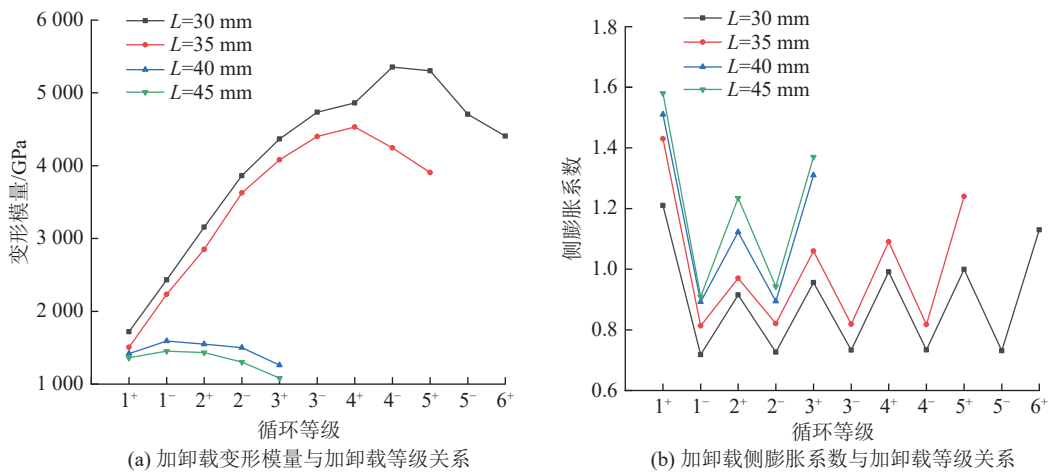 6 000
5 000
4 000
3 000
2 000
1 000
变形模量/GPa
L=30 mm
L=35 mm
L=40 mm
L=45 mm
1⁺ 1⁻ 2⁺ 2⁻ 3⁺ 3⁻ 4⁺ 4⁻ 5⁺ 5⁻ 6⁺
循环等级
(a) 加卸载变形模量与加卸载等级关系
1.8
1.6
1.4
1.2
1.0
0.8
0.6
侧膨胀系数
L=30 mm
L=35 mm
L=40 mm
L=45 mm
1⁺ 1⁻ 2⁺ 2⁻ 3⁺ 3⁻ 4⁺ 4⁻ 5⁺ 5⁻ 6⁺
循环等级
(b) 加卸载侧膨胀系数与加卸载等级关系